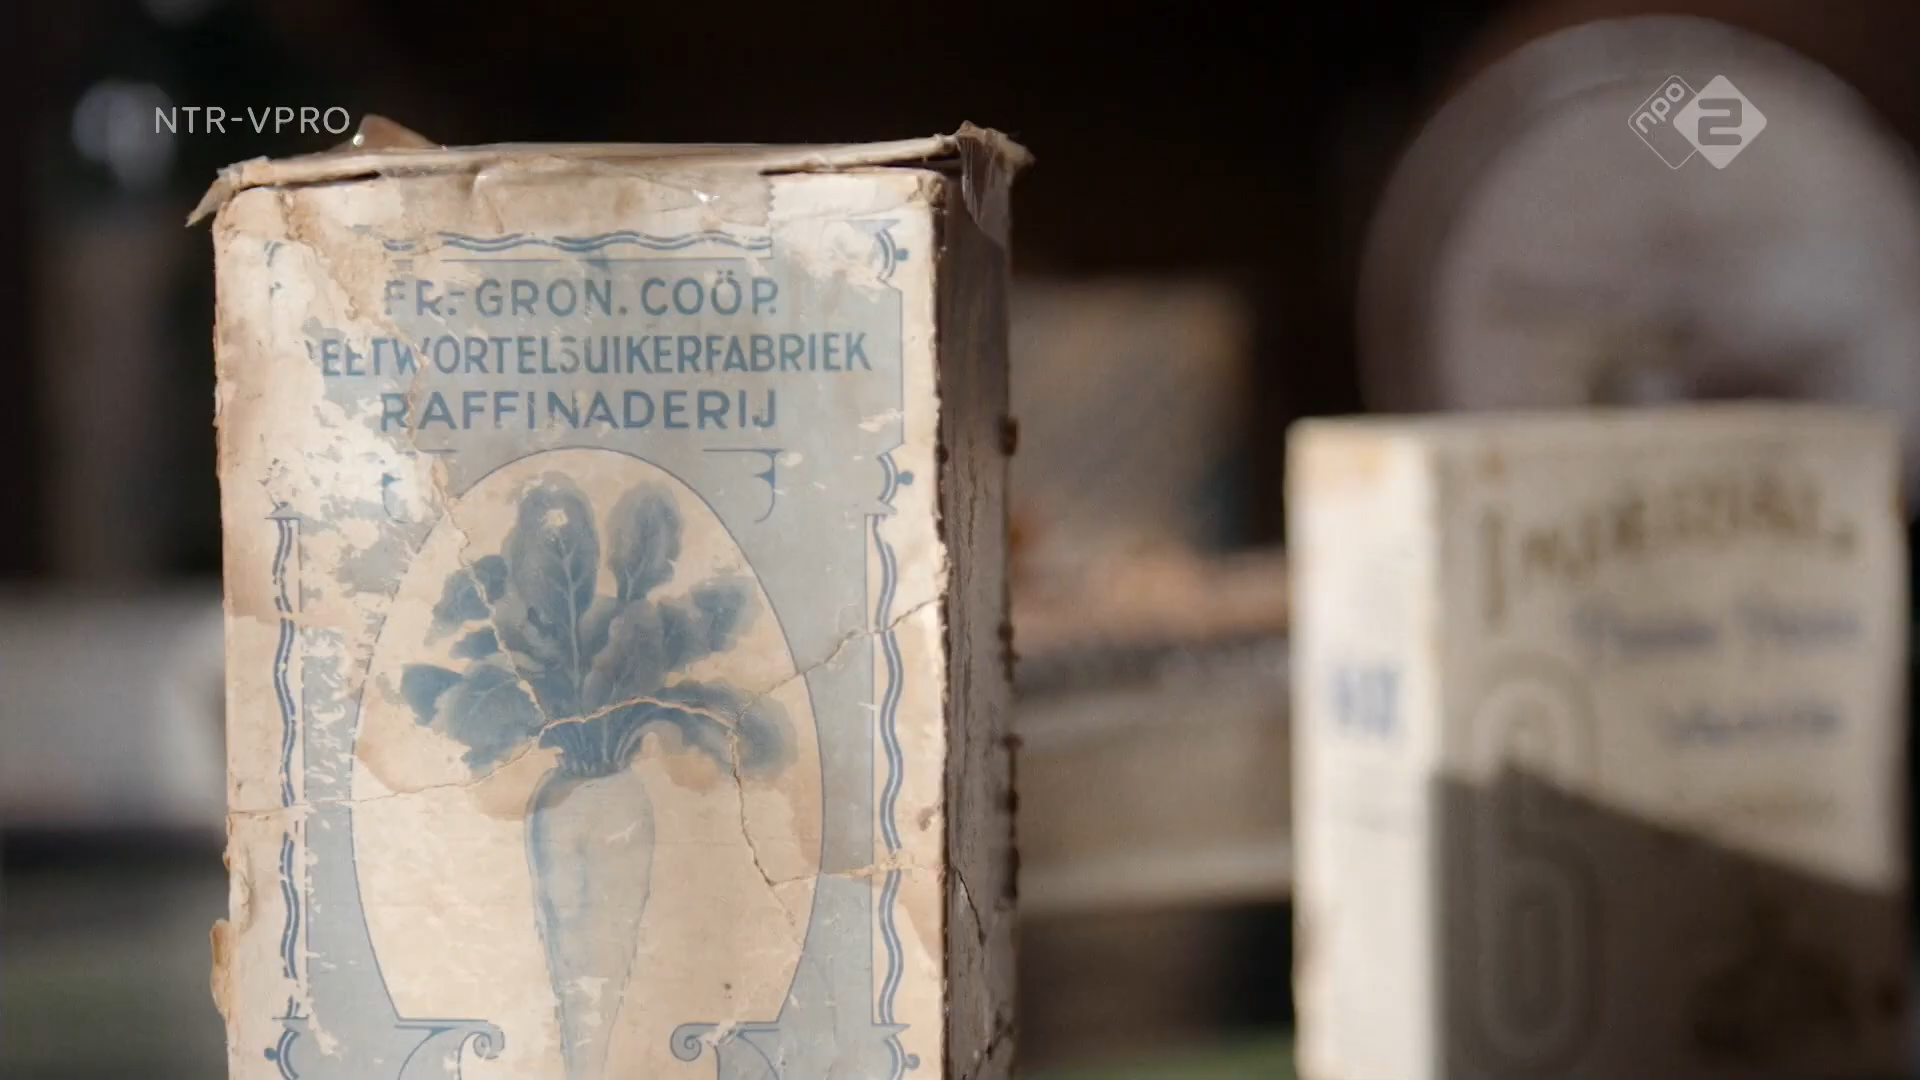 NTR-VPRO
npo 2
FR.-GRON. COÖP.
EETWORTELSUIKERFABRIEK
RAFFINADERIJ